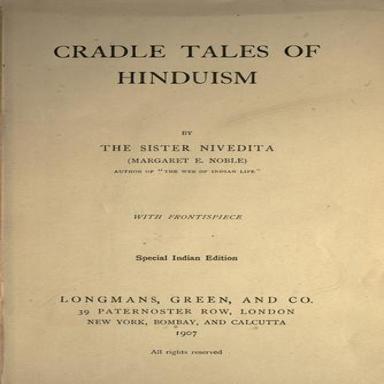 CRADLE TALES OF
HINDUISM
BY
THE SISTER NIVEDITA
(MARGARET E. NOBLE)
AUTHOR OF "THE WEB OF INDIAN LIFE"
WITH FRONTISPIECE
Special Indian Edition
LONGMANS, GREEN, AND CO.
39 PATERNOSTER ROW, LONDON
NEW YORK, BOMBAY, AND CALCUTTA
1907
All rights reserved